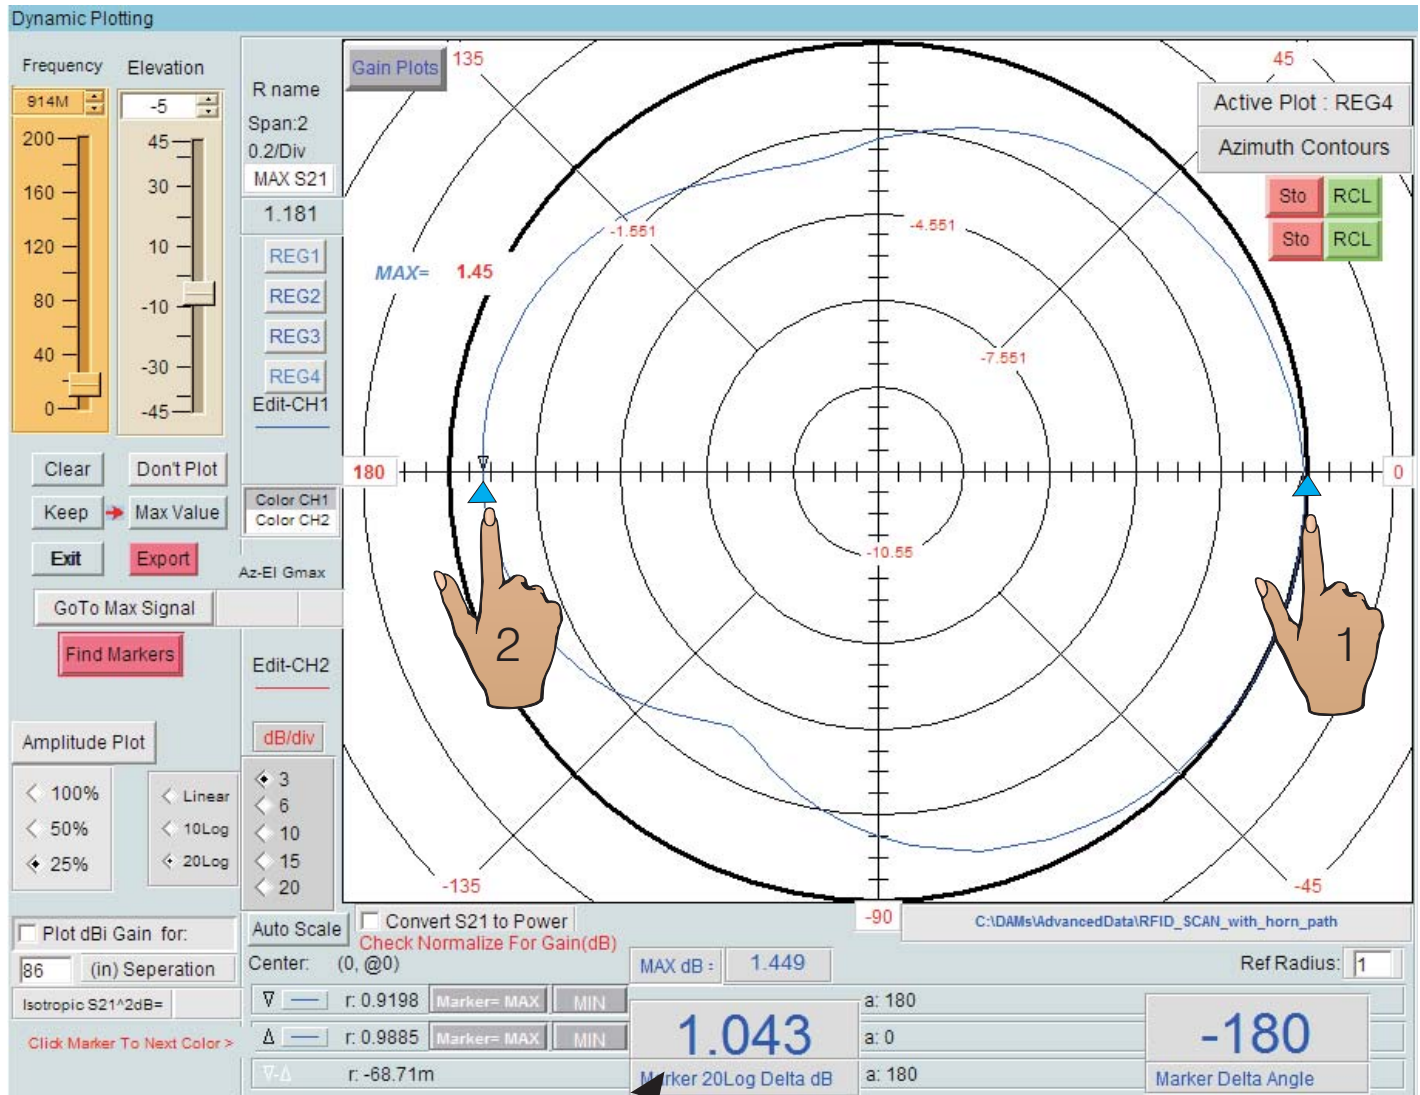 Dynamic Plotting
Frequency
Elevation
914M
-5
200
160
120
80
40
0
45
30
10
-10
-30
-45
R name
Span:2
0.2/Div
MAX S21
1.181
REG1
REG2
REG3
REG4
Edit-CH1
Clear
Don't Plot
Keep
Max Value
Exit
Export
Color CH1
Color CH2
Az-El Gmax
GoTo Max Signal
Find Markers
Edit-CH2
Amplitude Plot
100%
50%
25%
Linear
10Log
20Log
dB/div
3
6
10
15
20
Gain Plots
135
45
Active Plot : REG4
Azimuth Contours
Sto
RCL
Sto
RCL
-1.551
-4.551
MAX=
1.45
-7.551
180
0
-10.55
2
1
-135
-45
-90
Plot dBi Gain for:
86
(in) Seperation
Isotropic S21^2dB=
Click Marker To Next Color >
Auto Scale
Convert S21 to Power
Check Normalize For Gain(dB)
C:\DAMs\AdvancedData\RFID_SCAN_with_horn_path
Center:
(0, @0)
MAX dB :
1.449
Ref Radius:
1
∇
r: 0.9198
Marker= MAX
MIN
a: 180
Δ
r: 0.9885
Marker= MAX
MIN
a: 0
∇-Δ
r: -68.71m
a: 180
1.043
Marker 20Log Delta dB
-180
Marker Delta Angle